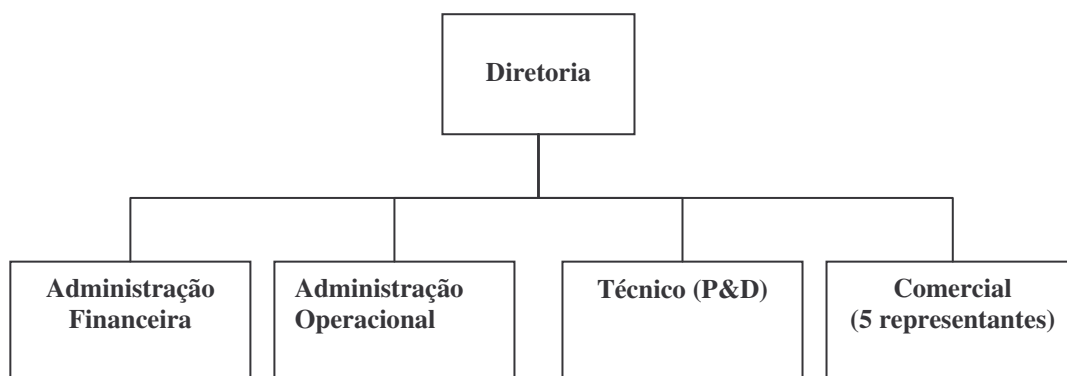 Diretoria
Administração
Financeira
Administração
Operacional
Técnico (P&D)
Comercial
(5 representantes)